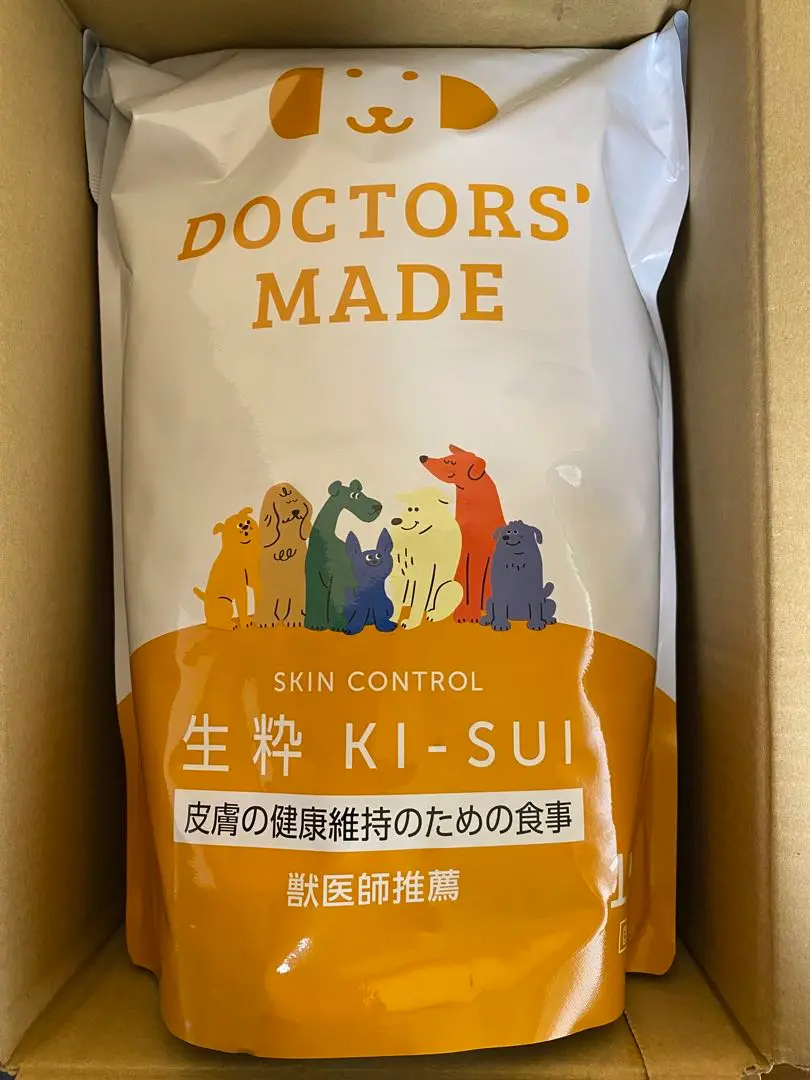 DOCTORS'
MADE
SKIN CONTROL
生粋 KI-SUI
皮膚の健康維持のための食事
獣医師推薦